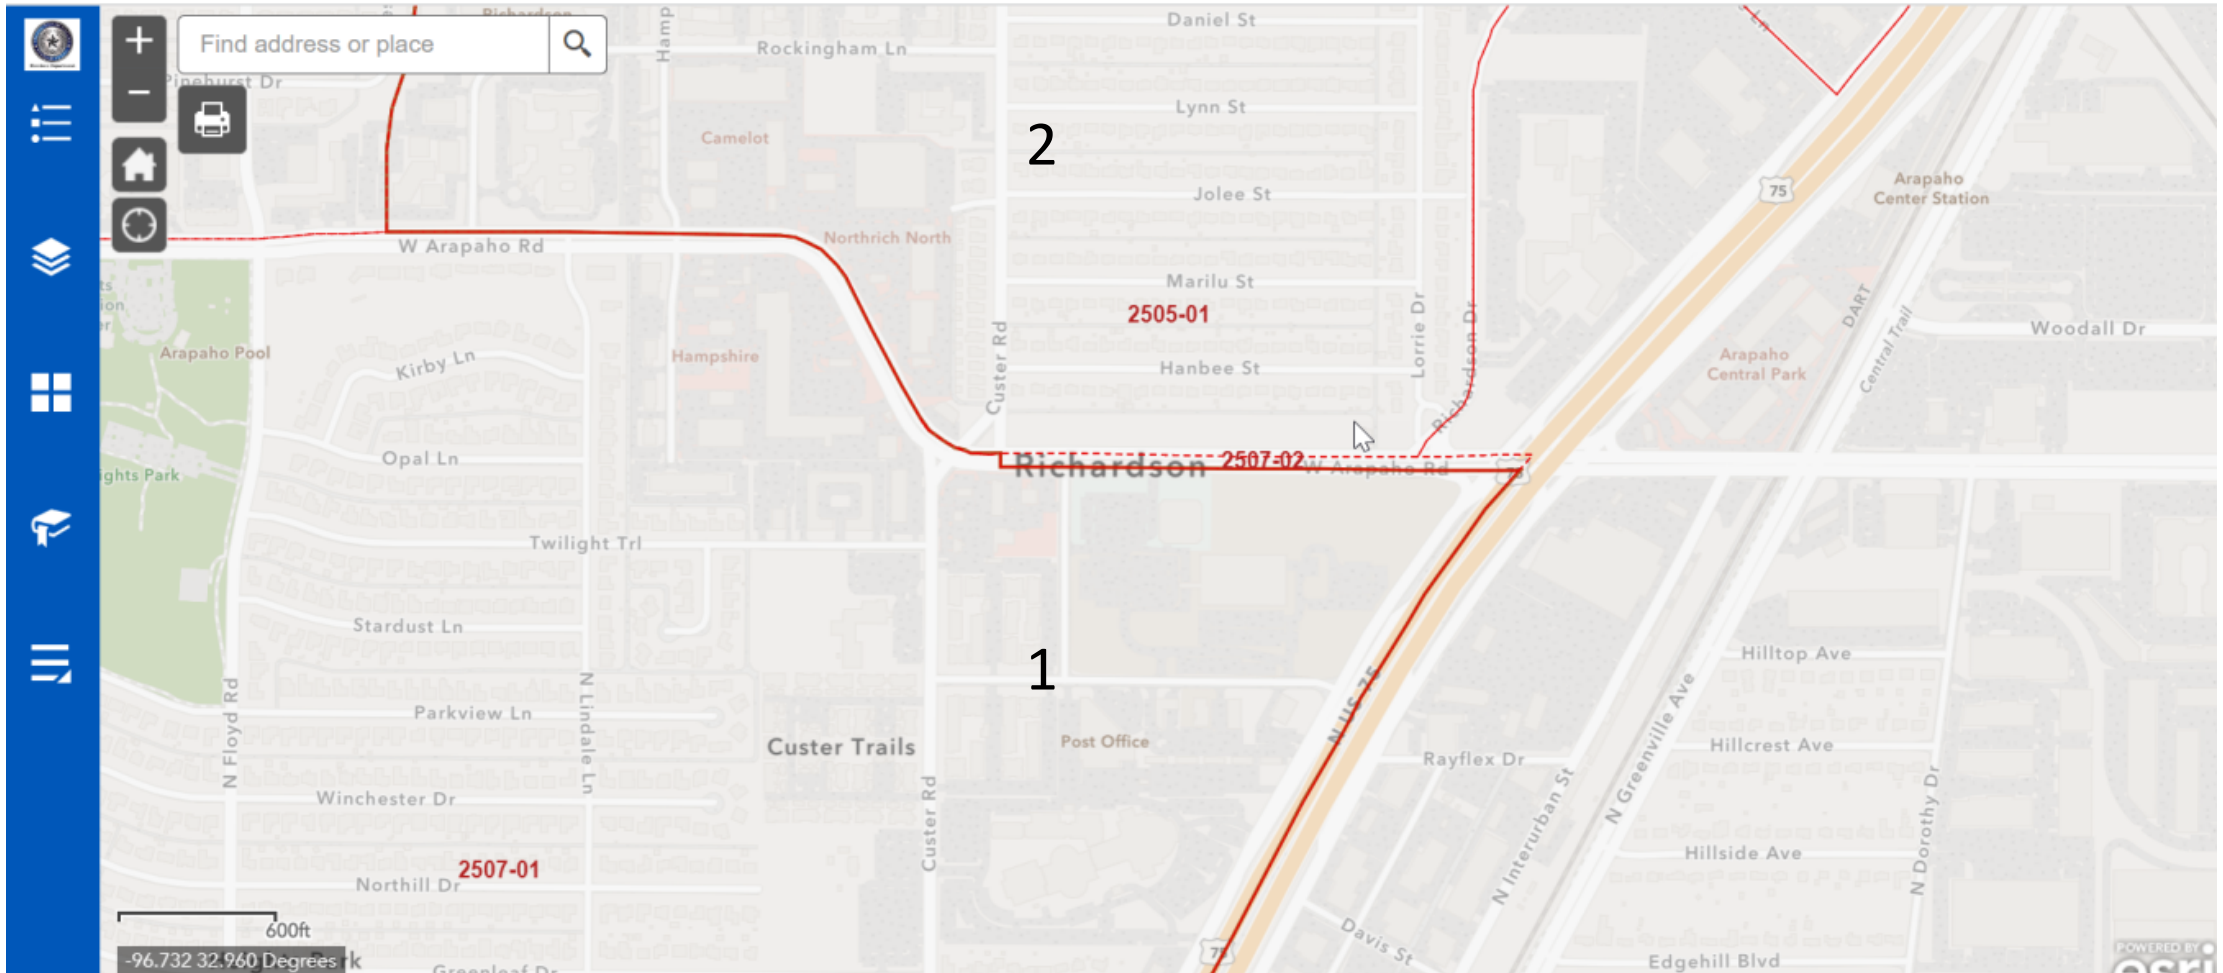 Richardson
Daniel St
Hamp
Rockingham Ln
Find address or place
Pinehurst Dr
Lynn St
Camelot
2
75
Arapaho
Center Station
Jolee St
W Arapaho Rd
Northrich North
Marilu St
2505-01
Lorrie Dr
Richardson Dr
DART
Central Trail
Woodall Dr
Arapaho Pool
Kirby Ln
Hampshire
Custer Rd
Hanbee St
Arapaho
Central Park
Opal Ln
Richardson
2507-02
W Arapaho Rd
75
ights Park
Twilight Trl
Stardust Ln
1
Hilltop Ave
N Floyd Rd
N Lindale Ln
Parkview Ln
N US-75
N Greenville Ave
Custer Trails
Post Office
Rayflex Dr
Hillcrest Ave
Winchester Dr
Custer Rd
N Interurban St
N Dorothy Dr
Hillside Ave
2507-01
Northill Dr
600ft
Davis St
75
-96.732 32.960 Degrees
Greenleaf Dr
Edgehill Blvd
POWERED BY
esri